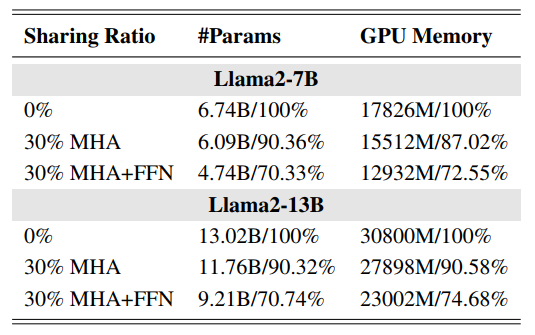 Sharing Ratio #Params GPU Memory
Llama2-7B
0% 6.74B/100% 17826M/100%
30% MHA 6.09B/90.36% 15512M/87.02%
30% MHA+FFN 4.74B/70.33% 12932M/72.55%
Llama2-13B
0% 13.02B/100% 30800M/100%
30% MHA 11.76B/90.32% 27898M/90.58%
30% MHA+FFN 9.21B/70.74% 23002M/74.68%